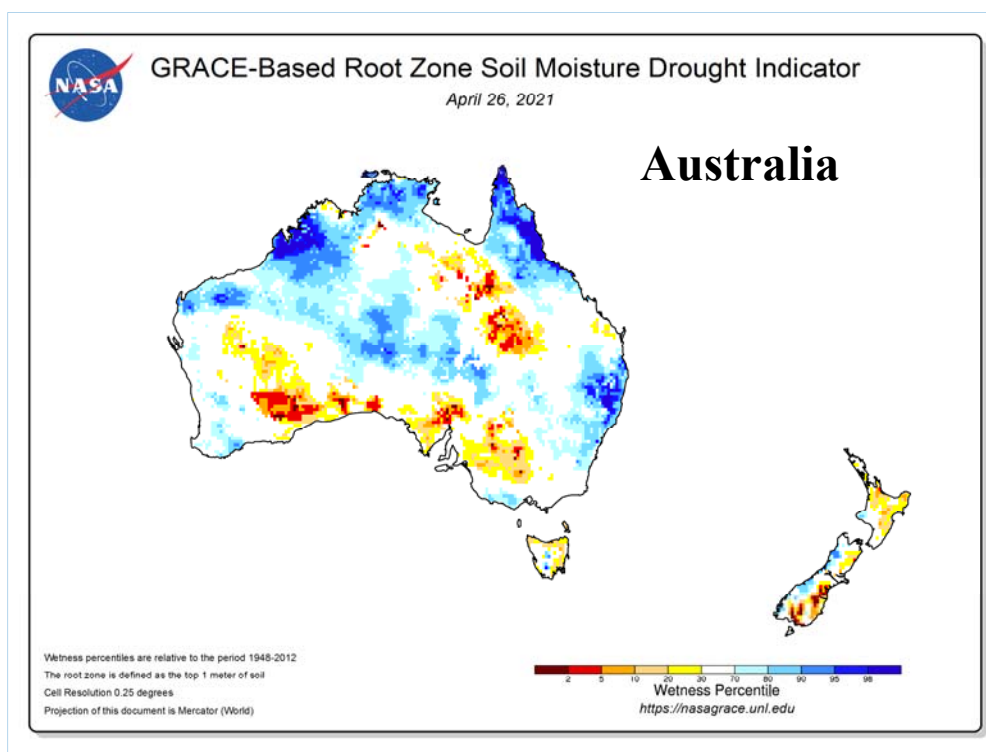 NASA
GRACE-Based Root Zone Soil Moisture Drought Indicator
April 26, 2021
Australia
Wetness percentiles are relative to the period 1948-2012
The root zone is defined as the top 1 meter of soil
Cell Resolution 0.25 degrees
Projection of this document is Mercator (World)
2 5 10 20 30 70 80 90 95 98
Wetness Percentile
https://nasagrace.unl.edu